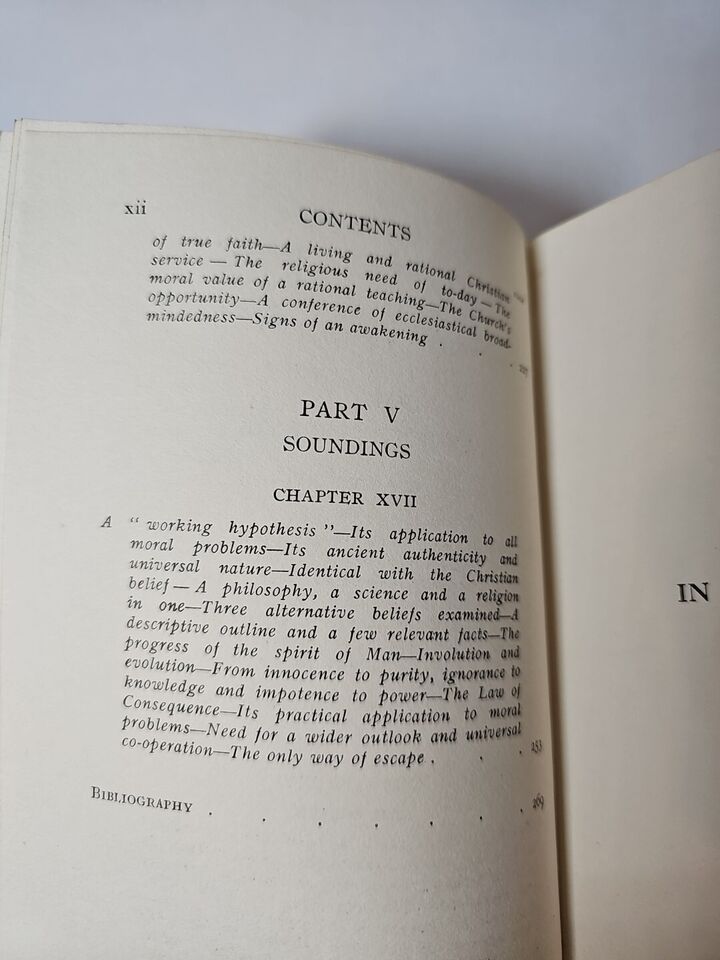 xii
CONTENTS
of true faith—A living and rational Christian
service — The religious need of to-day — The
moral value of a rational teaching—The Church's
opportunity—A conference of ecclesiastical broad-
mindedness—Signs of an awakening . . .
PART V
SOUNDINGS
CHAPTER XVII
A “ working hypothesis ”—Its application to all
moral problems—Its ancient authenticity and
universal nature—Identical with the Christian
belief — A philosophy, a science and a religion
in one—Three alternative beliefs examined—A
descriptive outline and a few relevant facts—The
progress of the spirit of Man—Involution and
evolution—From innocence to purity, ignorance to
knowledge and impotence to power—The Law of
Consequence—Its practical application to moral
problems—Need for a wider outlook and universal
co-operation—The only way of escape . . . 253
BIBLIOGRAPHY . . . . . . 269
IN